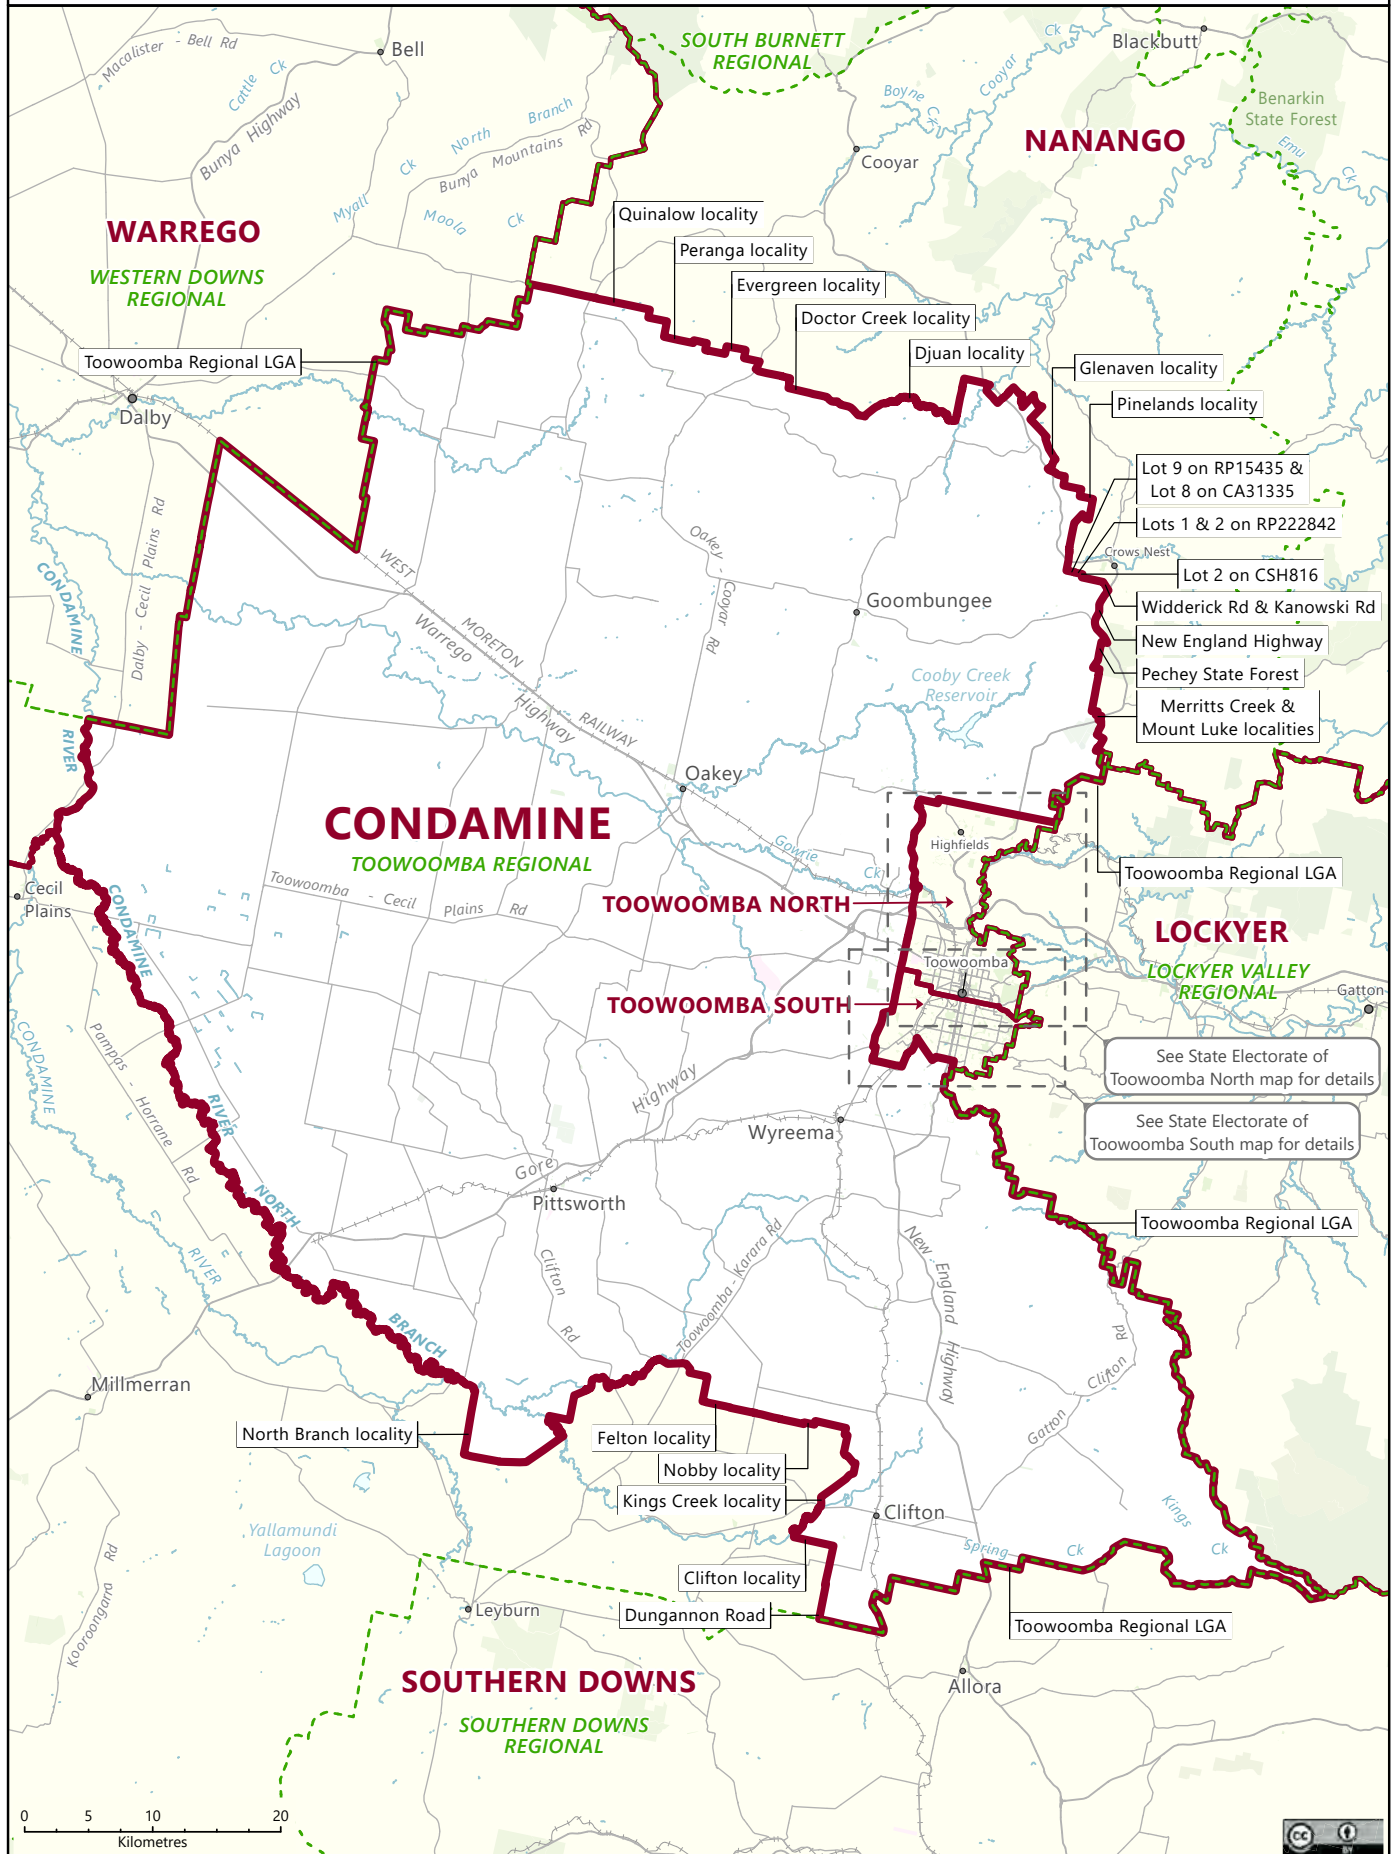 Macalister - Bell Rd
Bell
SOUTH BURNETT
REGIONAL
Ck
Blackbutt
Cattle Ck
Bunya Highway
Cooyar
Boyne Ck
Benarkin
State Forest
North Branch
Bunya Mountains Rd
Ck
NANANGO
Emu Ck
Cooyar
Myall
Moola Ck
Quinalow locality
WARREGO
Peranga locality
WESTERN DOWNS
REGIONAL
Evergreen locality
Doctor Creek locality
Djuan locality
Toowoomba Regional LGA
Glenaven locality
Dalby
Pinelands locality
Lot 9 on RP15435 &
Lot 8 on CA31335
Dalby - Cecil Plains Rd
Lots 1 & 2 on RP222842
Oakey - Cooyar Rd
Crows Nest
CONDAMINE
WEST
MORETON
RAILWAY
Lot 2 on CSH816
Goombungee
Widderick Rd & Kanowski Rd
Warrego
Highway
New England Highway
Cooby Creek
Reservoir
Pechey State Forest
Merritts Creek &
Mount Luke localities
RIVER
Oakey
CONDAMINE
TOOWOOMBA REGIONAL
Highfields
Gowrie
Ck
Toowoomba Regional LGA
Toowoomba - Cecil Plains Rd
Cecil
Plains
TOOWOOMBA NORTH
LOCKYER
CONDAMINE
Toowoomba
LOCKYER VALLEY
REGIONAL
Gatton
TOOWOOMBA SOUTH
CONDAMINE
Pampas - Horrane Rd
See State Electorate of
Toowoomba North map for details
Highway
RIVER
See State Electorate of
Toowoomba South map for details
Wyreema
Gore
NORTH
Pittsworth
Toowoomba Regional LGA
RIVER
Clifton Rd
Toowoomba - Karara Rd
New England Highway
BRANCH
Gatton Clifton Rd
Millmerran
North Branch locality
Felton locality
Nobby locality
Kings Creek locality
Clifton
Kings
Ck
Yallamundi
Lagoon
Spring Ck
Clifton locality
Kooroongara Rd
Leyburn
Dungannon Road
Toowoomba Regional LGA
SOUTHERN DOWNS
Allora
SOUTHERN DOWNS
REGIONAL
0 5 10 20
Kilometres
cc
BY